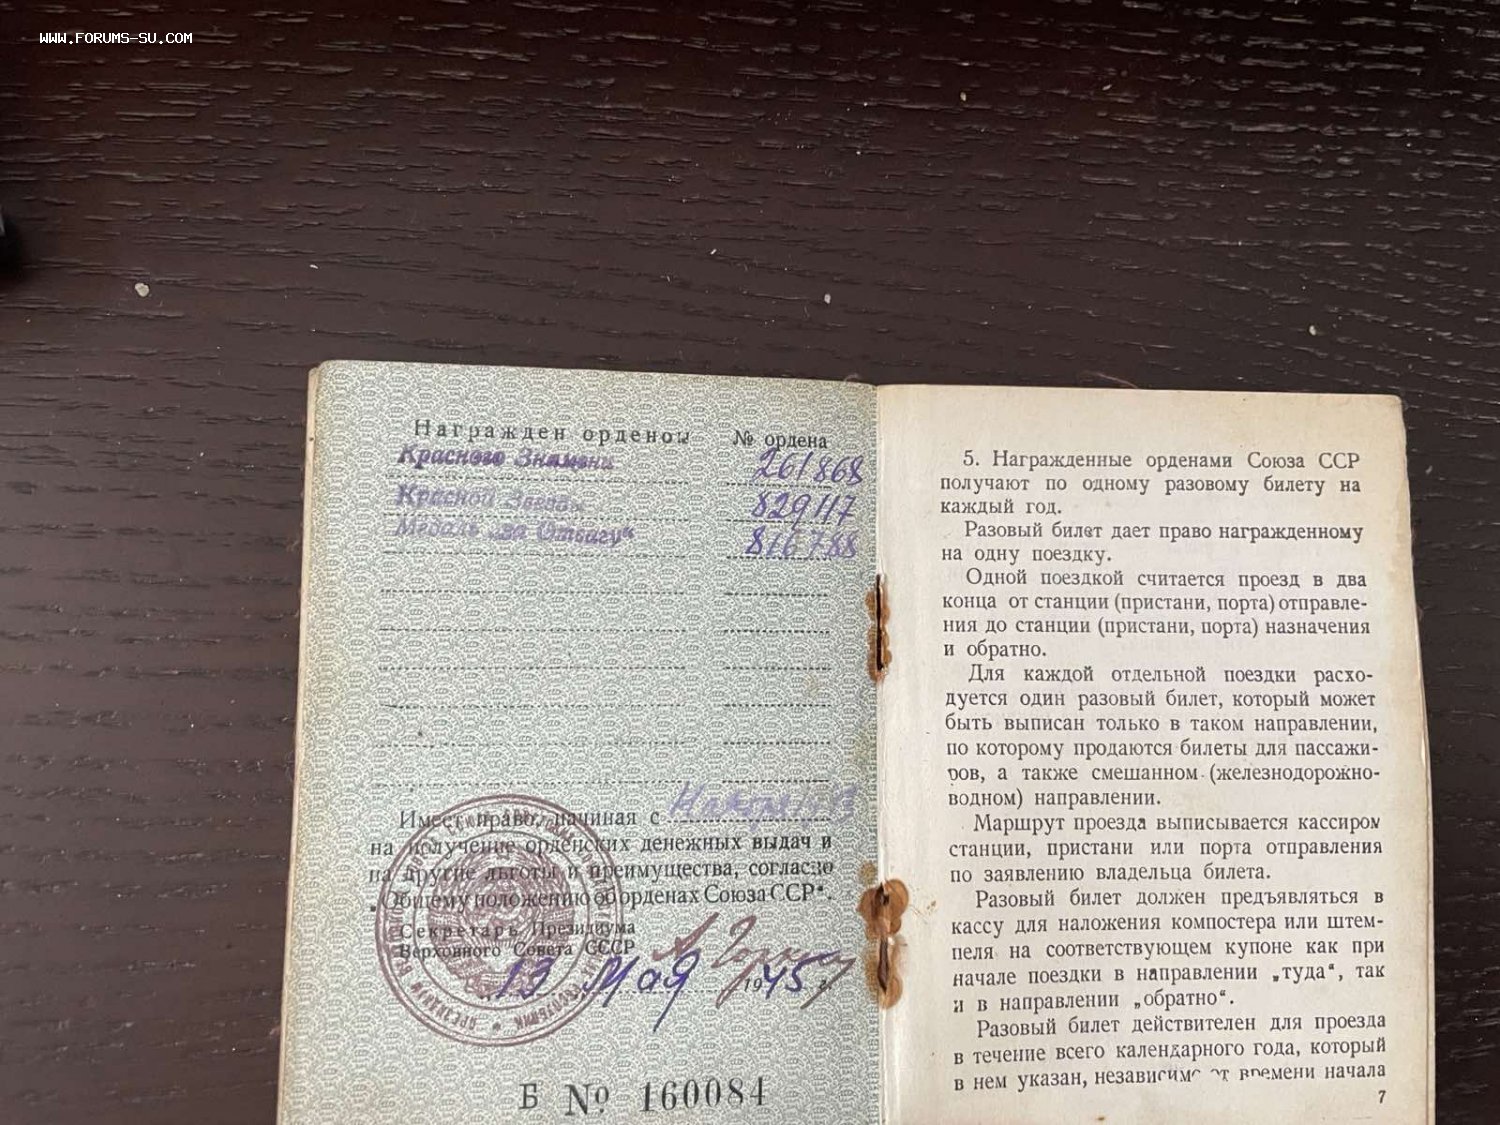 WWW.FORUMS-SU.COM
Награжден орденом № ордена
Красного Знамени 261868
Красной Звезды 829117
Медаль „за Отвагу“ 816788
Имеет право, начиная с
на получение орденских денежных выдач и
на другие льготы и преимущества, согласно
„Общему положению об орденах Союза ССР“.
Секретарь Президиума
Верховного Совета СССР
„13„ Мая 1945 г.
Б № 160084
5. Награжденные орденами Союза ССР
получают по одному разовому билету на
каждый год.
Разовый билет дает право награжденному
на одну поездку.
Одной поездкой считается проезд в два
конца от станции (пристани, порта) отправле-
ния до станции (пристани, порта) назначения
и обратно.
Для каждой отдельной поездки расхо-
дуется один разовый билет, который может
быть выписан только в таком направлении,
по которому продаются билеты для пассажи-
ров, а также смешанном (железнодорожно-
водном) направлении.
Маршрут проезда выписывается кассиром
станции, пристани или порта отправления
по заявлению владельца билета.
Разовый билет должен предъявляться в
кассу для наложения компостера или штем-
пеля на соответствующем купоне как при
начале поездки в направлении „туда“, так
и в направлении „обратно“.
Разовый билет действителен для проезда
в течение всего календарного года, который
в нем указан, независимо от времени начала
7